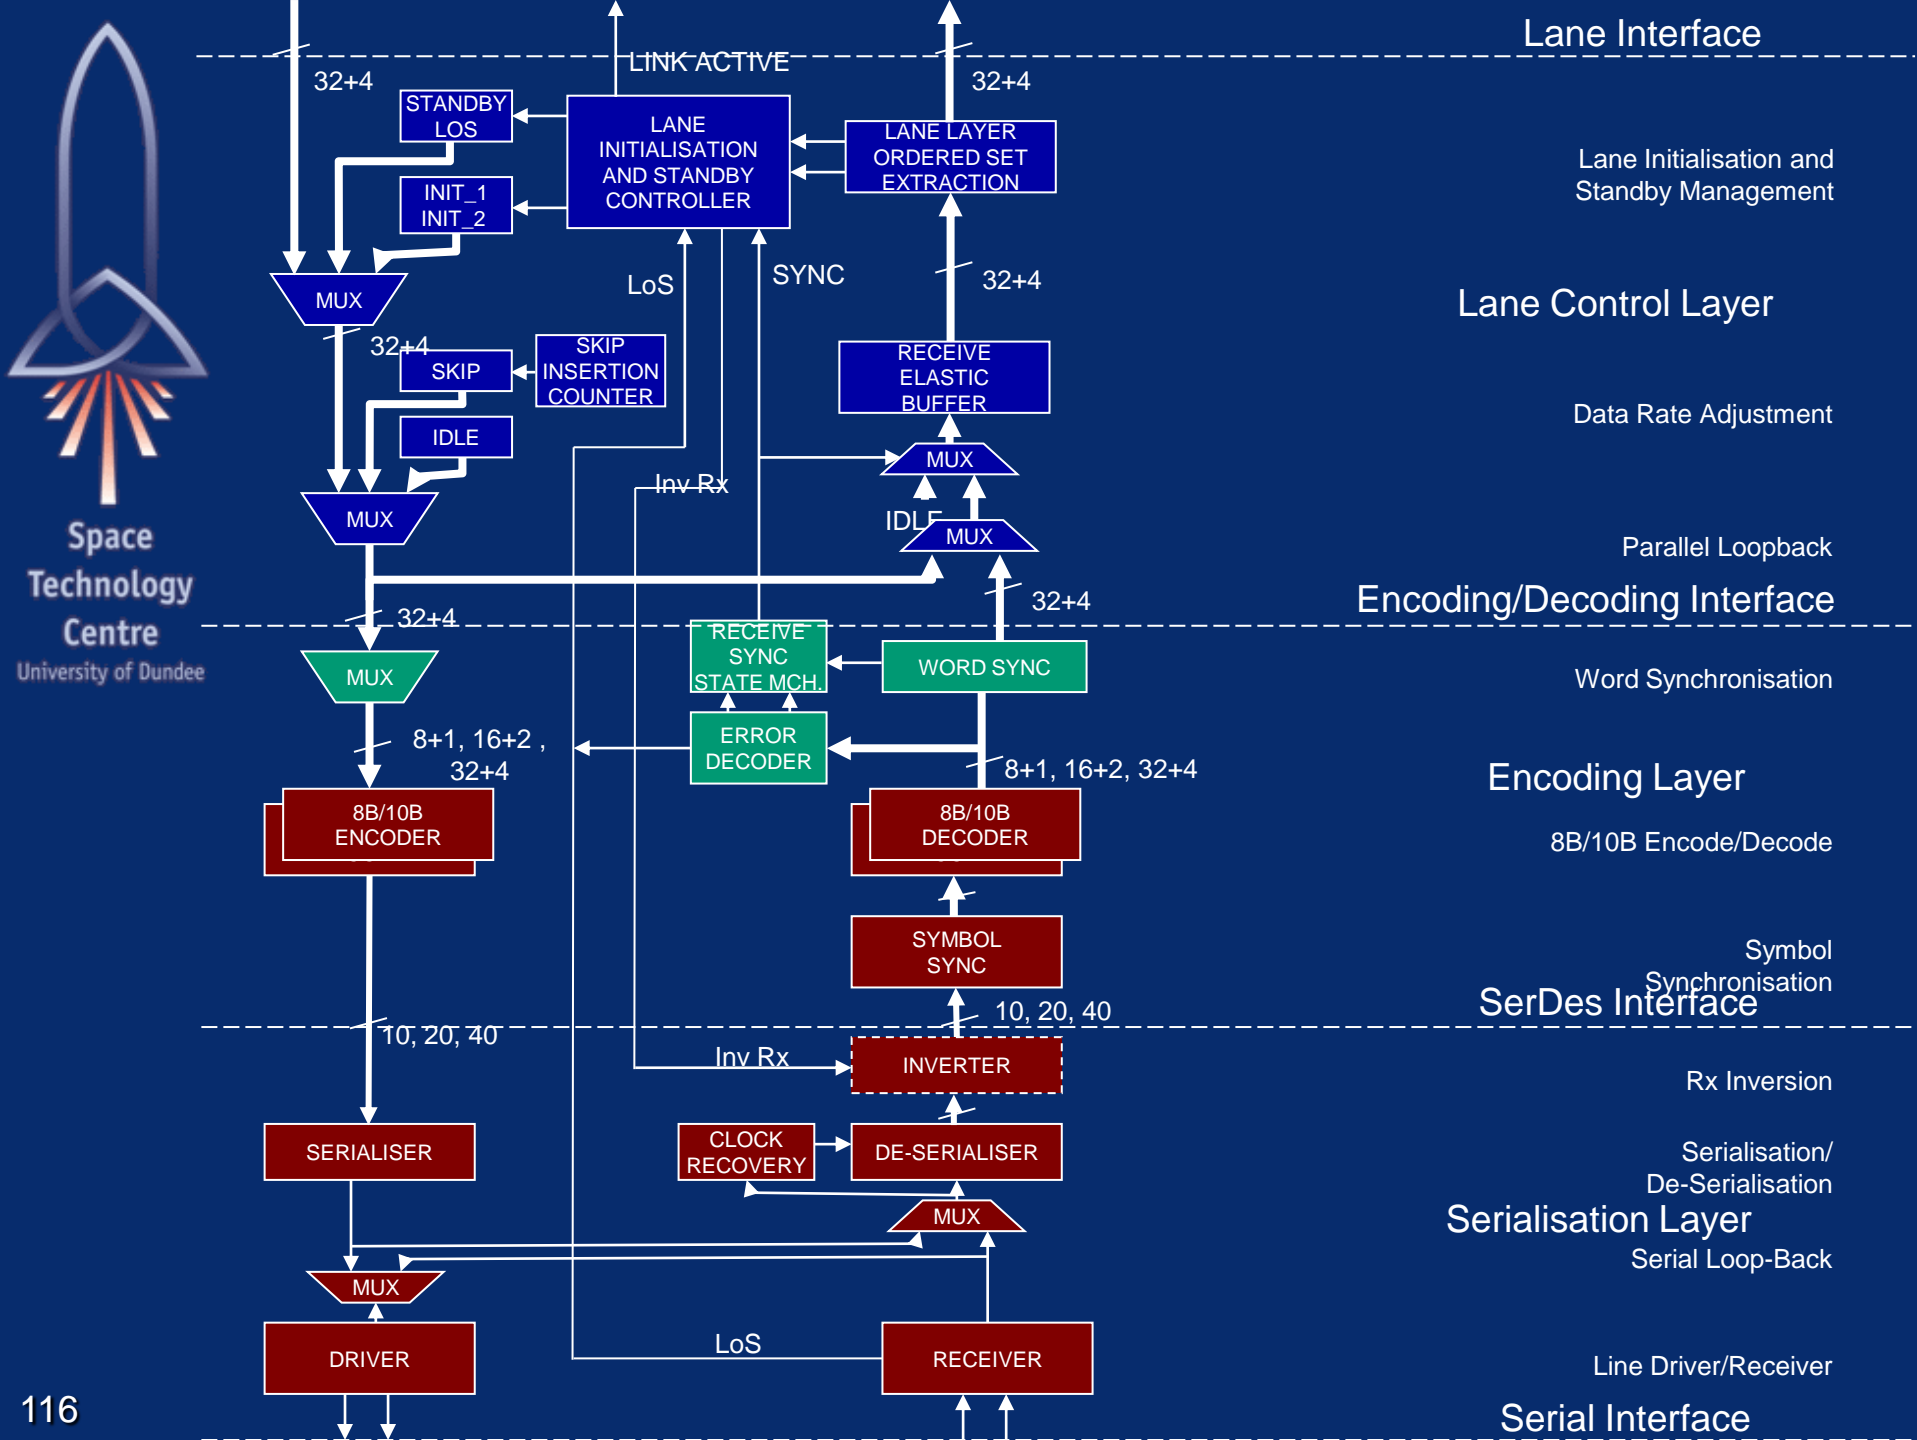 Lane Interface
LINK ACTIVE
32+4
32+4
STANDBY
LOS
LANE
INITIALISATION
AND STANDBY
CONTROLLER
LANE LAYER
ORDERED SET
EXTRACTION
Lane Initialisation and
Standby Management
INIT_1
INIT_2
LoS
SYNC
32+4
MUX
Lane Control Layer
32+4
SKIP
SKIP
INSERTION
COUNTER
RECEIVE
ELASTIC
BUFFER
Data Rate Adjustment
IDLE
MUX
Inv Rx
MUX
IDLE
MUX
Parallel Loopback
Space
Technology
Centre
University of Dundee
32+4
32+4
Encoding/Decoding Interface
MUX
RECEIVE
SYNC
STATE MCH.
WORD SYNC
Word Synchronisation
8+1, 16+2 ,
32+4
ERROR
DECODER
8+1, 16+2, 32+4
Encoding Layer
8B/10B
ENCODER
8B/10B
DECODER
8B/10B Encode/Decode
SYMBOL
SYNC
Symbol
Synchronisation
SerDes Interface
10, 20, 40
10, 20, 40
Inv Rx
INVERTER
Rx Inversion
SERIALISER
CLOCK
RECOVERY
DE-SERIALISER
Serialisation/
De-Serialisation
MUX
Serialisation Layer
Serial Loop-Back
MUX
DRIVER
LoS
RECEIVER
Line Driver/Receiver
116
Serial Interface